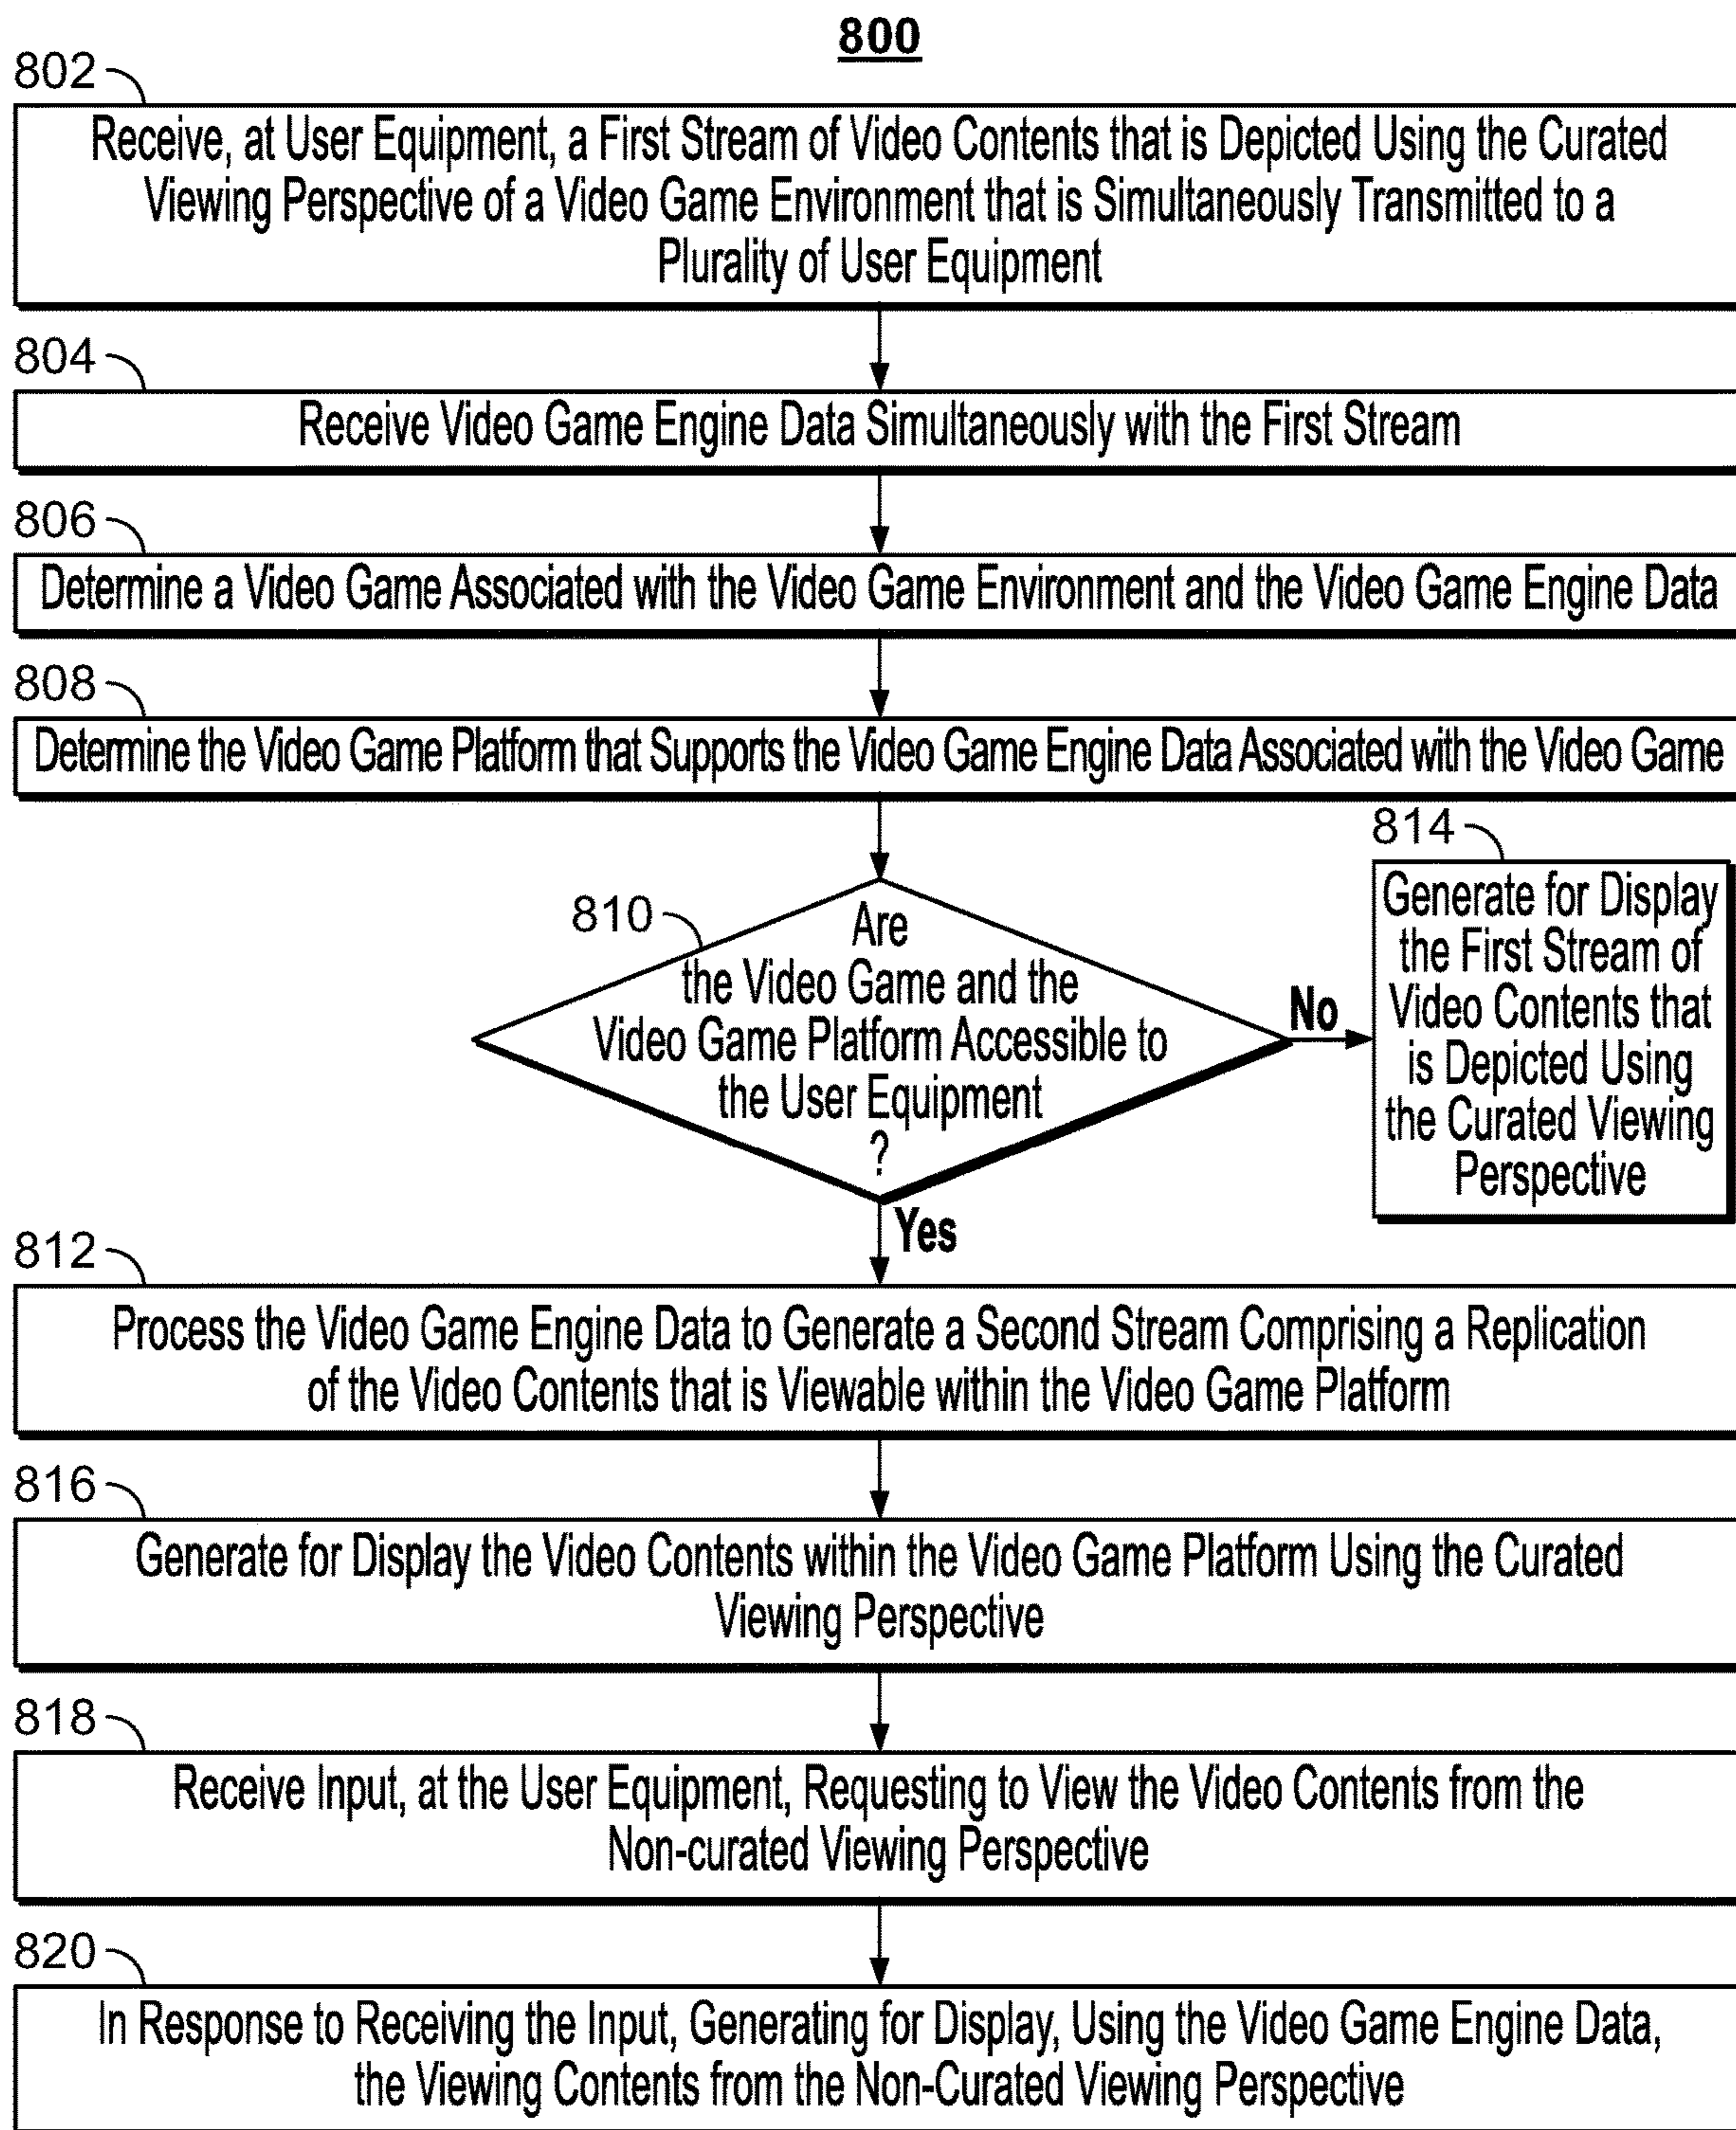 800
802
Receive, at User Equipment, a First Stream of Video Contents that is Depicted Using the Curated
Viewing Perspective of a Video Game Environment that is Simultaneously Transmitted to a
Plurality of User Equipment
804
Receive Video Game Engine Data Simultaneously with the First Stream
806
Determine a Video Game Associated with the Video Game Environment and the Video Game Engine Data
808
Determine the Video Game Platform that Supports the Video Game Engine Data Associated with the Video Game
810
Are
the Video Game and the
Video Game Platform Accessible to
the User Equipment
?
No
814
Generate for Display
the First Stream of
Video Contents that
is Depicted Using
the Curated Viewing
Perspective
Yes
812
Process the Video Game Engine Data to Generate a Second Stream Comprising a Replication
of the Video Contents that is Viewable within the Video Game Platform
816
Generate for Display the Video Contents within the Video Game Platform Using the Curated
Viewing Perspective
818
Receive Input, at the User Equipment, Requesting to View the Video Contents from the
Non-curated Viewing Perspective
820
In Response to Receiving the Input, Generating for Display, Using the Video Game Engine Data,
the Viewing Contents from the Non-Curated Viewing Perspective